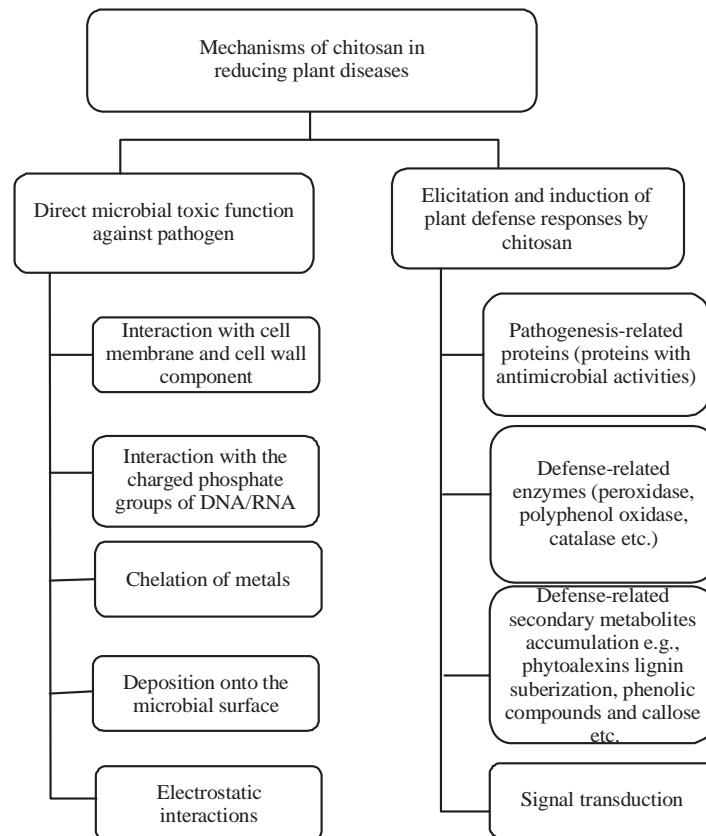 Mechanisms of chitosan in
reducing plant diseases
Direct microbial toxic function
against pathogen
Elicitation and induction of
plant defense responses by
chitosan
Interaction with cell
membrane and cell wall
component
Interaction with the
charged phosphate
groups of DNA/RNA
Chelation of metals
Deposition onto the
microbial surface
Electrostatic
interactions
Pathogenesis-related
proteins (proteins with
antimicrobial activities)
Defense-related
enzymes (peroxidase,
polyphenol oxidase,
catalase etc.)
Defense-related
secondary metabolites
accumulation e.g.,
phytoalexins lignin
suberization, phenolic
compounds and callose
etc.
Signal transduction